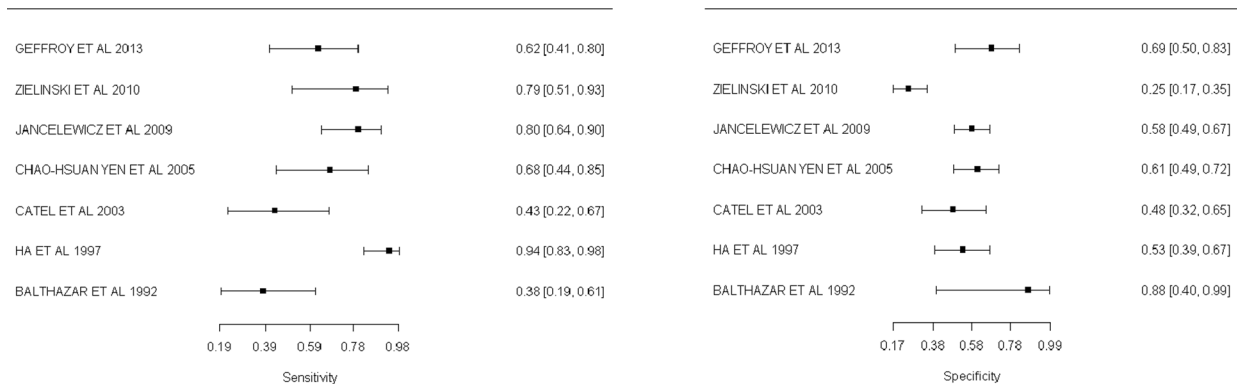 GEFFROY ET AL 2013 0.62 [0.41, 0.80]
ZIELINSKI ET AL 2010 0.79 [0.51, 0.93]
JANCELEWICZ ET AL 2009 0.80 [0.64, 0.90]
CHAO-HSUAN YEN ET AL 2005 0.68 [0.44, 0.85]
CATEL ET AL 2003 0.43 [0.22, 0.67]
HA ET AL 1997 0.94 [0.83, 0.98]
BALTHAZAR ET AL 1992 0.38 [0.19, 0.61]
0.19 0.39 0.59 0.78 0.98
Sensitivity
GEFFROY ET AL 2013 0.69 [0.50, 0.83]
ZIELINSKI ET AL 2010 0.25 [0.17, 0.35]
JANCELEWICZ ET AL 2009 0.58 [0.49, 0.67]
CHAO-HSUAN YEN ET AL 2005 0.61 [0.49, 0.72]
CATEL ET AL 2003 0.48 [0.32, 0.65]
HA ET AL 1997 0.53 [0.39, 0.67]
BALTHAZAR ET AL 1992 0.88 [0.40, 0.99]
0.17 0.38 0.58 0.78 0.99
Specificity